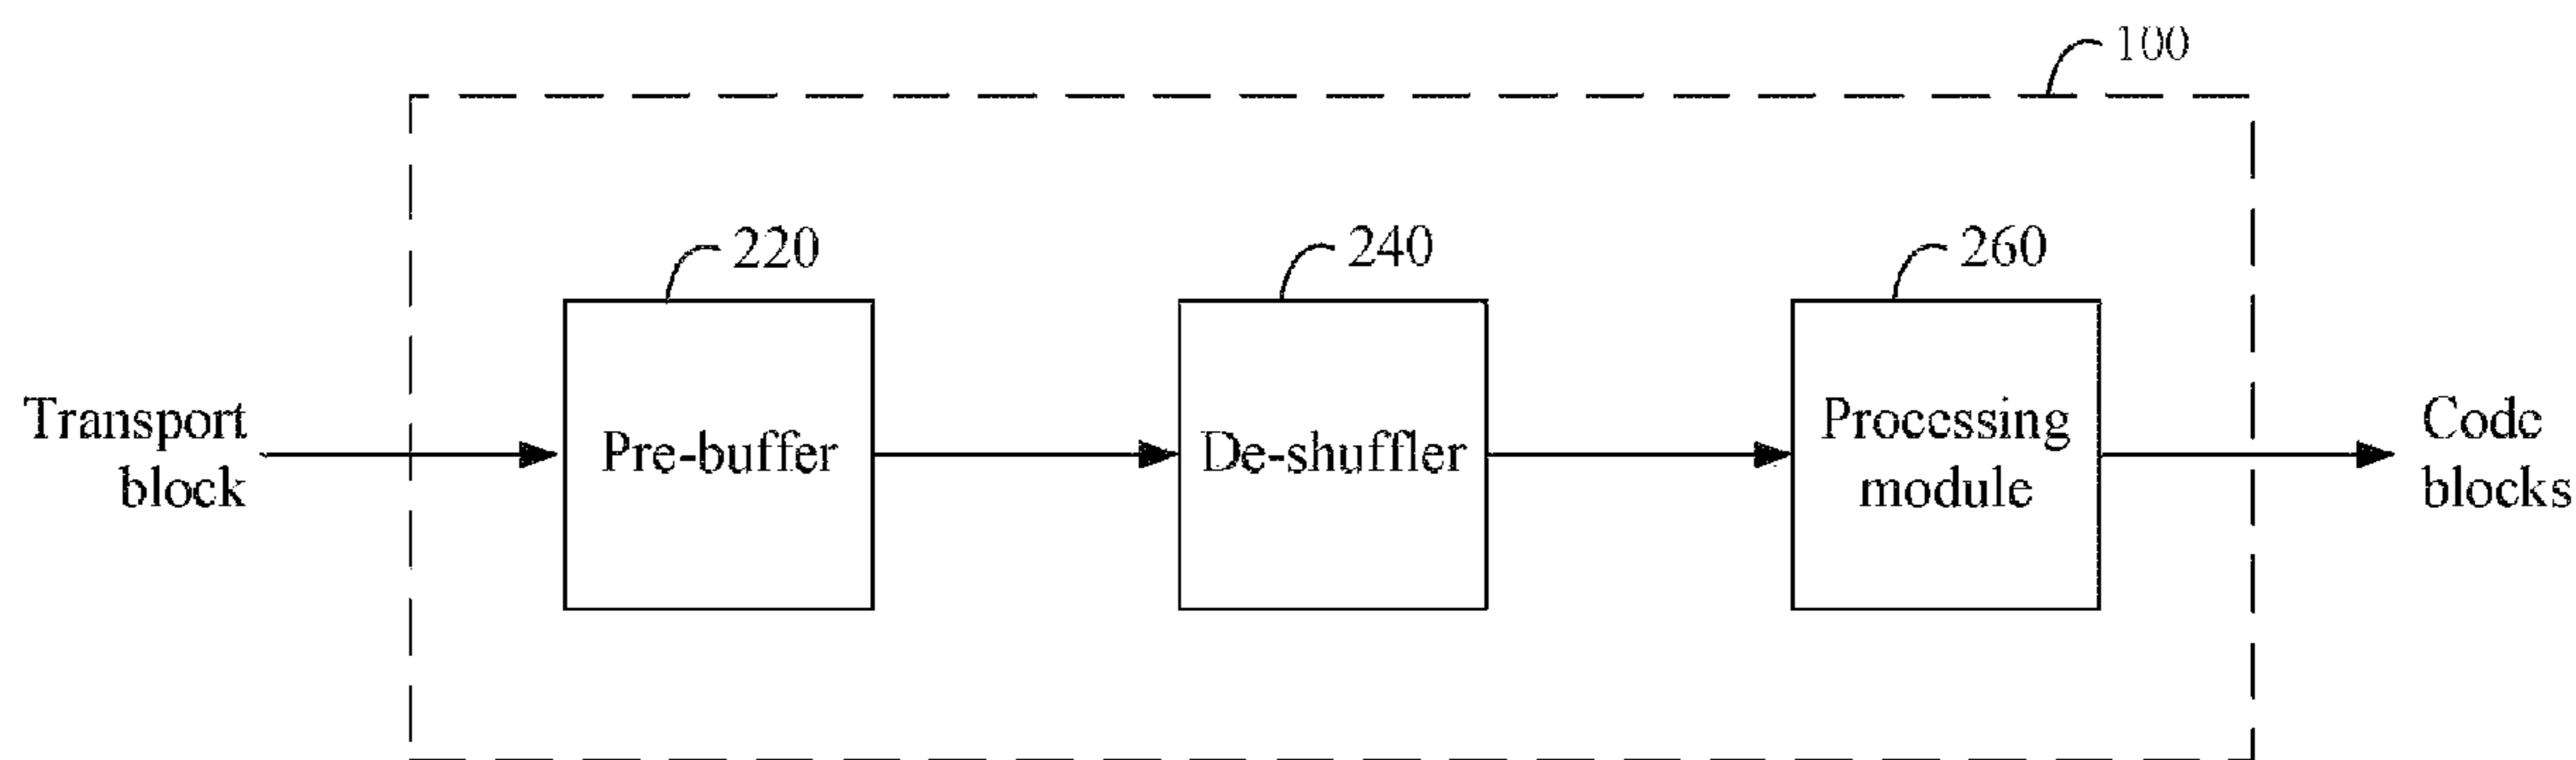 100
220
240
260
Transport
block
Pre-buffer
De-shuffler
Processing
module
Code
blocks